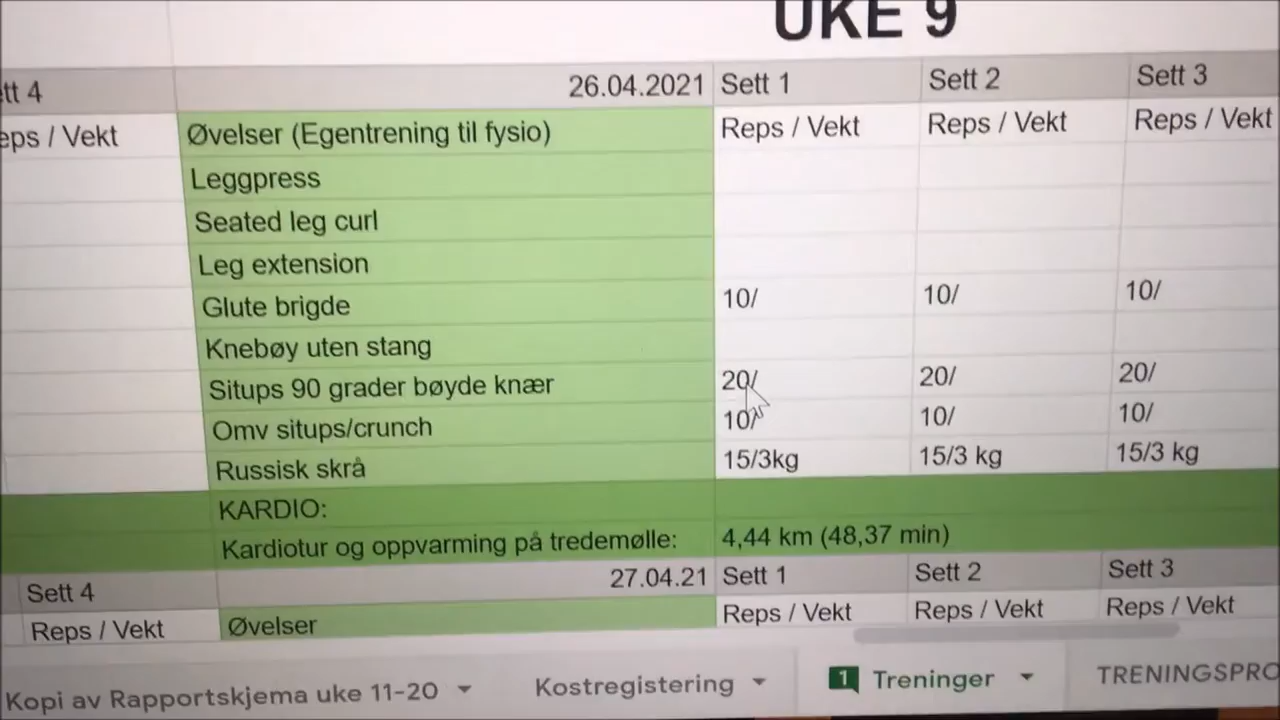 UKE 9
ett 4 26.04.2021 Sett 1 Sett 2 Sett 3
eps / Vekt Øvelser (Egentrening til fysio) Reps / Vekt Reps / Vekt Reps / Vekt
Leggpress
Seated leg curl
Leg extension
Glute brigde 10/ 10/ 10/
Knebøy uten stang
Situps 90 grader bøyde knær 20/ 20/ 20/
Omv situps/crunch 10/ 10/ 10/
Russisk skrå 15/3kg 15/3 kg 15/3 kg
KARDIO:
Kardiotur og oppvarming på tredemølle: 4,44 km (48,37 min)
Sett 4 27.04.21 Sett 1 Sett 2 Sett 3
Reps / Vekt Øvelser Reps / Vekt Reps / Vekt Reps / Vekt
Kopi av Rapportskjema uke 11-20 Kostregistering 1 Treninger TRENINGSPRO